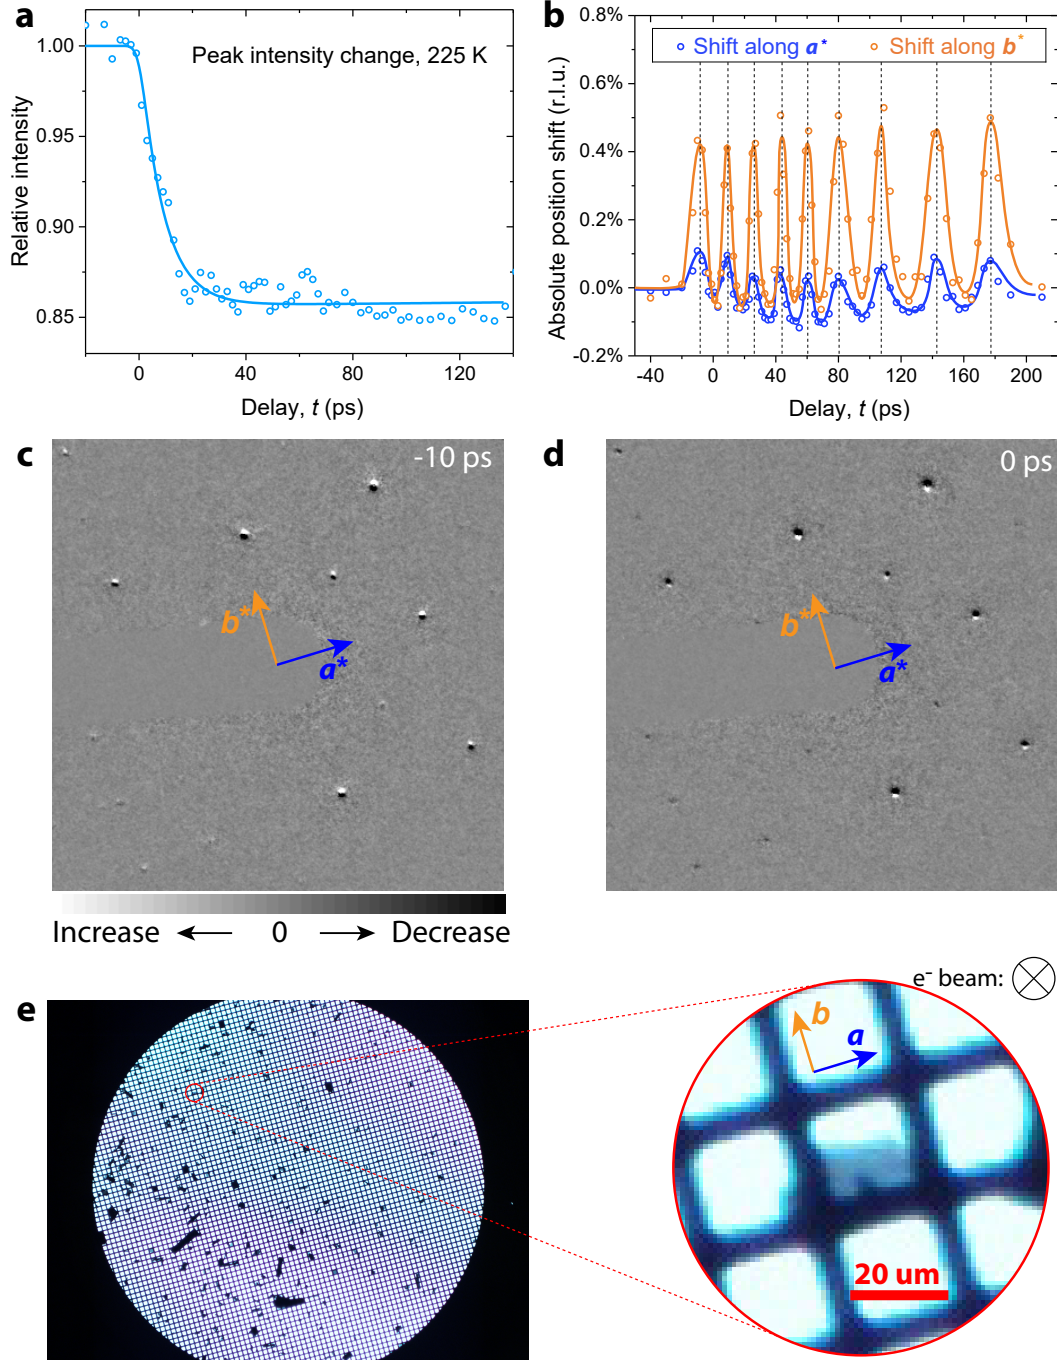 a
Peak intensity change, 225 K
Relative intensity
1.00
0.95
0.90
0.85
0
40
80
120
Delay, t (ps)
b
Shift along a*
Shift along b*
Absolute position shift (r.l.u.)
0.8%
0.6%
0.4%
0.2%
0.0%
-0.2%
-40
0
40
80
120
160
200
Delay, t (ps)
c
-10 ps
b*
a*
d
0 ps
b*
a*
Increase ← 0 → Decrease
e
e⁻ beam:
b
a
20 um